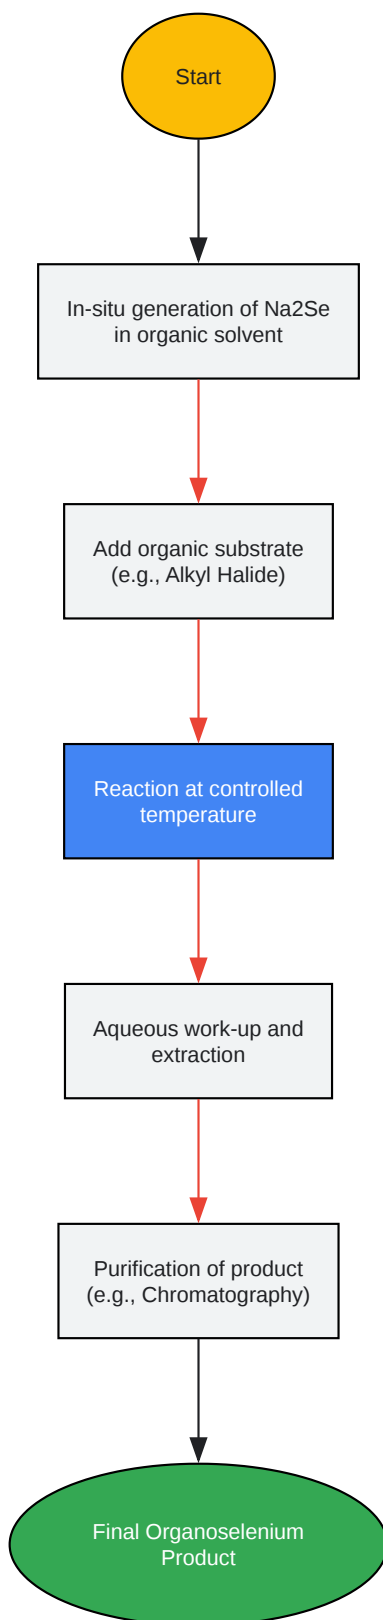 Start
In-situ generation of Na2Se
in organic solvent
Add organic substrate
(e.g., Alkyl Halide)
Reaction at controlled
temperature
Aqueous work-up and
extraction
Purification of product
(e.g., Chromatography)
Final Organoselenium
Product